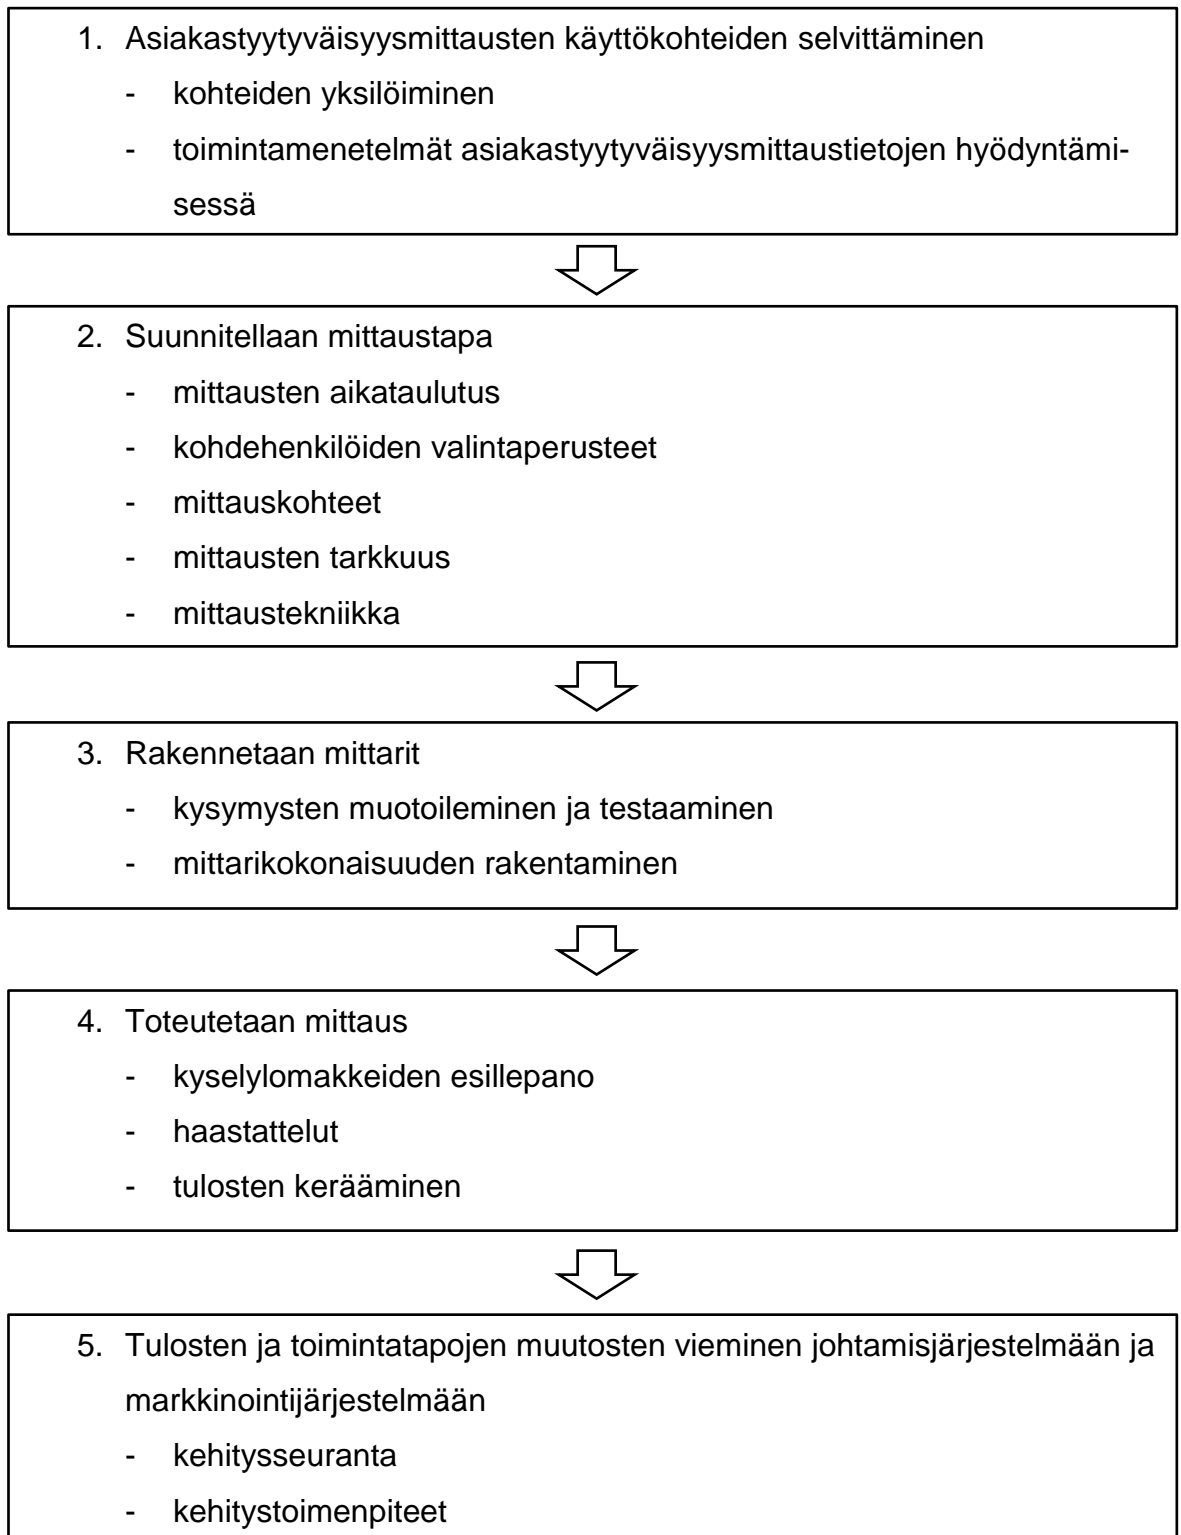 1. Asiakastyytyväisyysmittausten käyttökohteiden selvittäminen
- kohteiden yksilöiminen
- toimintamenetelmät asiakastyytyväisyysmittaustietojen hyödyntämi-
sessä
2. Suunnitellaan mittaustapa
- mittausten aikataulutus
- kohdehenkilöiden valintaperusteet
- mittauskohteet
- mittausten tarkkuus
- mittaustekniikka
3. Rakennetaan mittarit
- kysymysten muotoileminen ja testaaminen
- mittarikokonaisuuden rakentaminen
4. Toteutetaan mittaus
- kyselylomakkeiden esillepano
- haastattelut
- tulosten kerääminen
5. Tulosten ja toimintatapojen muutosten vieminen johtamisjärjestelmään ja
markkinointijärjestelmään
- kehitysseuranta
- kehitystoimenpiteet